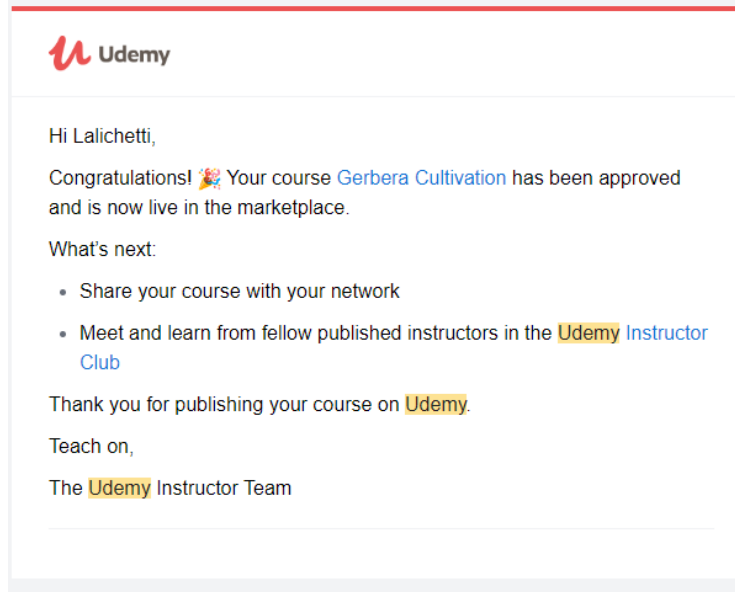 Udemy
Hi Lalichetti,
Congratulations! 🎉 Your course Gerbera Cultivation has been approved
and is now live in the marketplace.
What's next:
• Share your course with your network
• Meet and learn from fellow published instructors in the Udemy Instructor
Club
Thank you for publishing your course on Udemy.
Teach on,
The Udemy Instructor Team